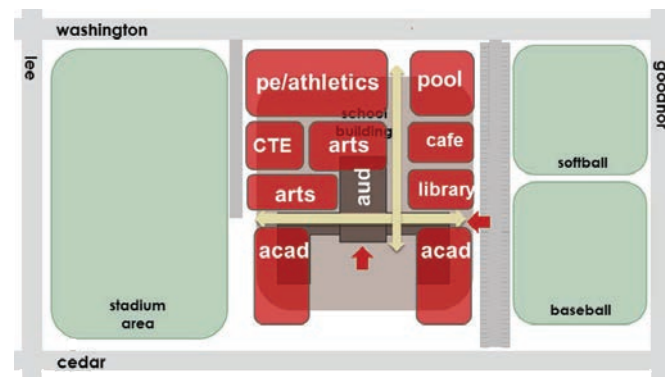 washington
lee
goodnor
pe/athletics
pool
school
building
CTE
arts
cafe
aud
arts
library
softball
acad
acad
stadium
area
baseball
cedar